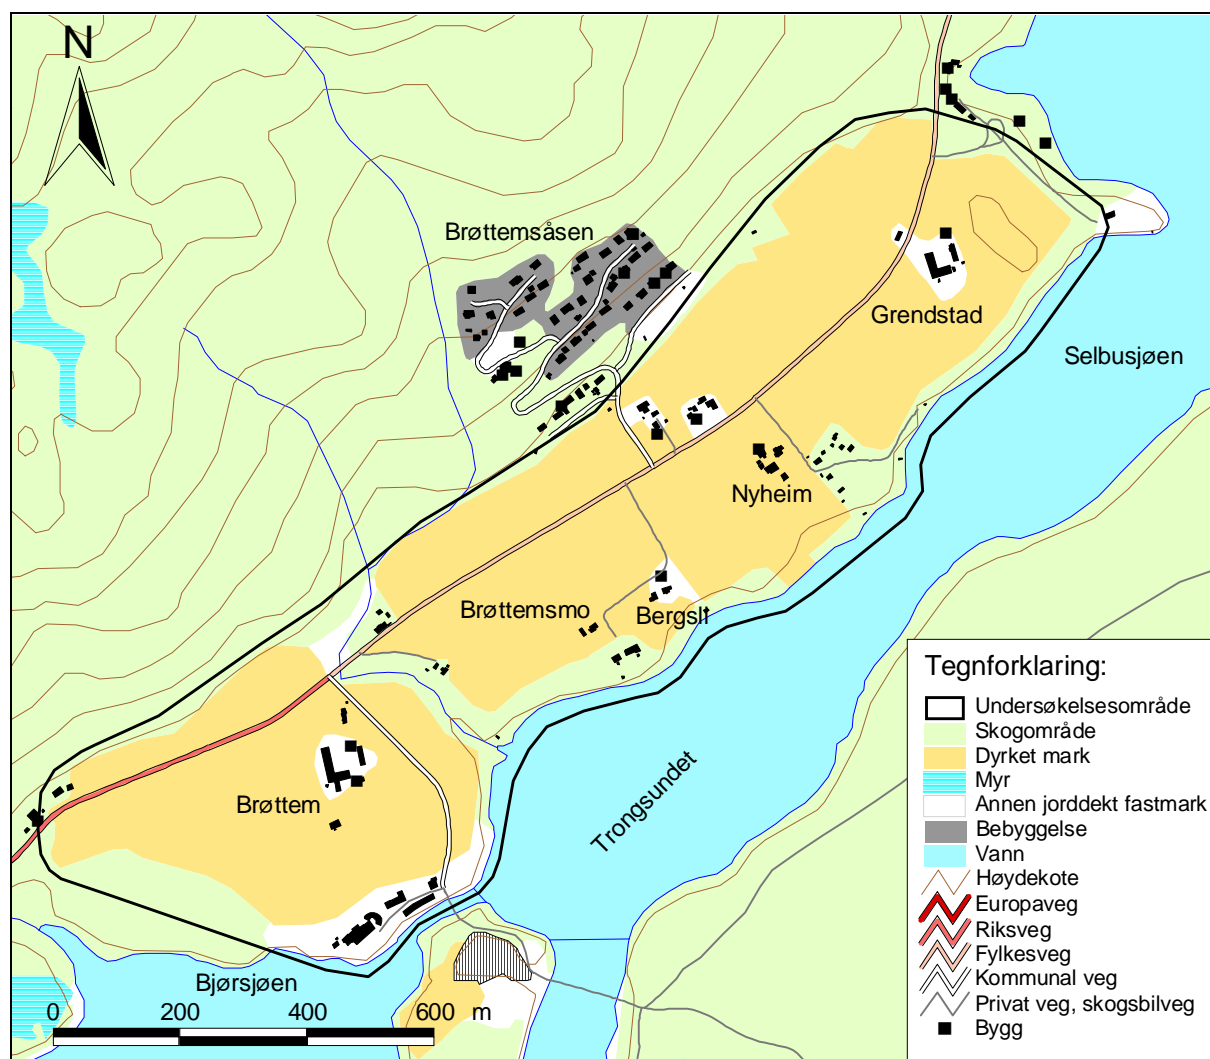 N
Brøttemsåsen
Grendstad
Selbusjøen
Nyheim
Brøttemsmo
Bergsli
Trongsundet
Brøttem
Bjørsjøen
0 200 400 600 m
Tegnforklaring:
Undersøkelsesområde
Skogområde
Dyrket mark
Myr
Annen jorddekt fastmark
Bebyggelse
Vann
Høydekote
Europaveg
Riksveg
Fylkesveg
Kommunal veg
Privat veg, skogsbilveg
Bygg